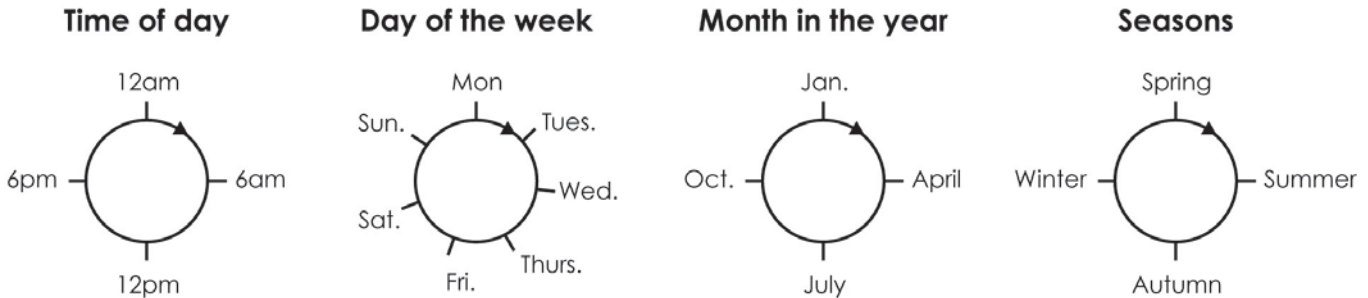 Time of day
12am
6pm
6am
12pm
Day of the week
Mon
Sun.
Tues.
Wed.
Sat.
Thurs.
Fri.
Month in the year
Jan.
Oct.
April
July
Seasons
Spring
Winter
Summer
Autumn